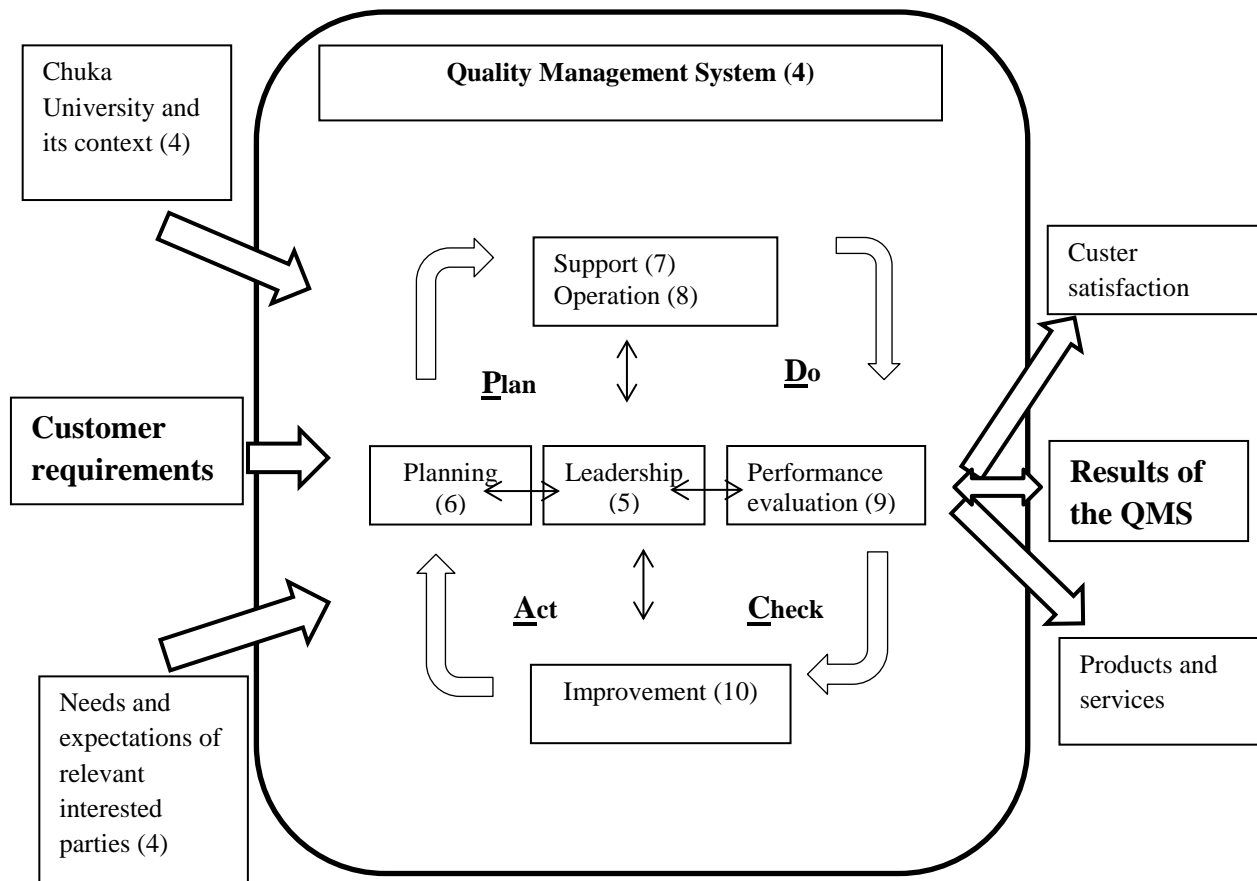 Quality Management System (4)
Chuka
University and
its context (4)
Support (7)
Operation (8)
Custer
satisfaction
Plan
Do
Customer
requirements
Planning
(6)
Leadership
(5)
Performance
evaluation (9)
Results of
the QMS
Act
Check
Improvement (10)
Needs and
expectations of
relevant
interested
parties (4)
Products and
services